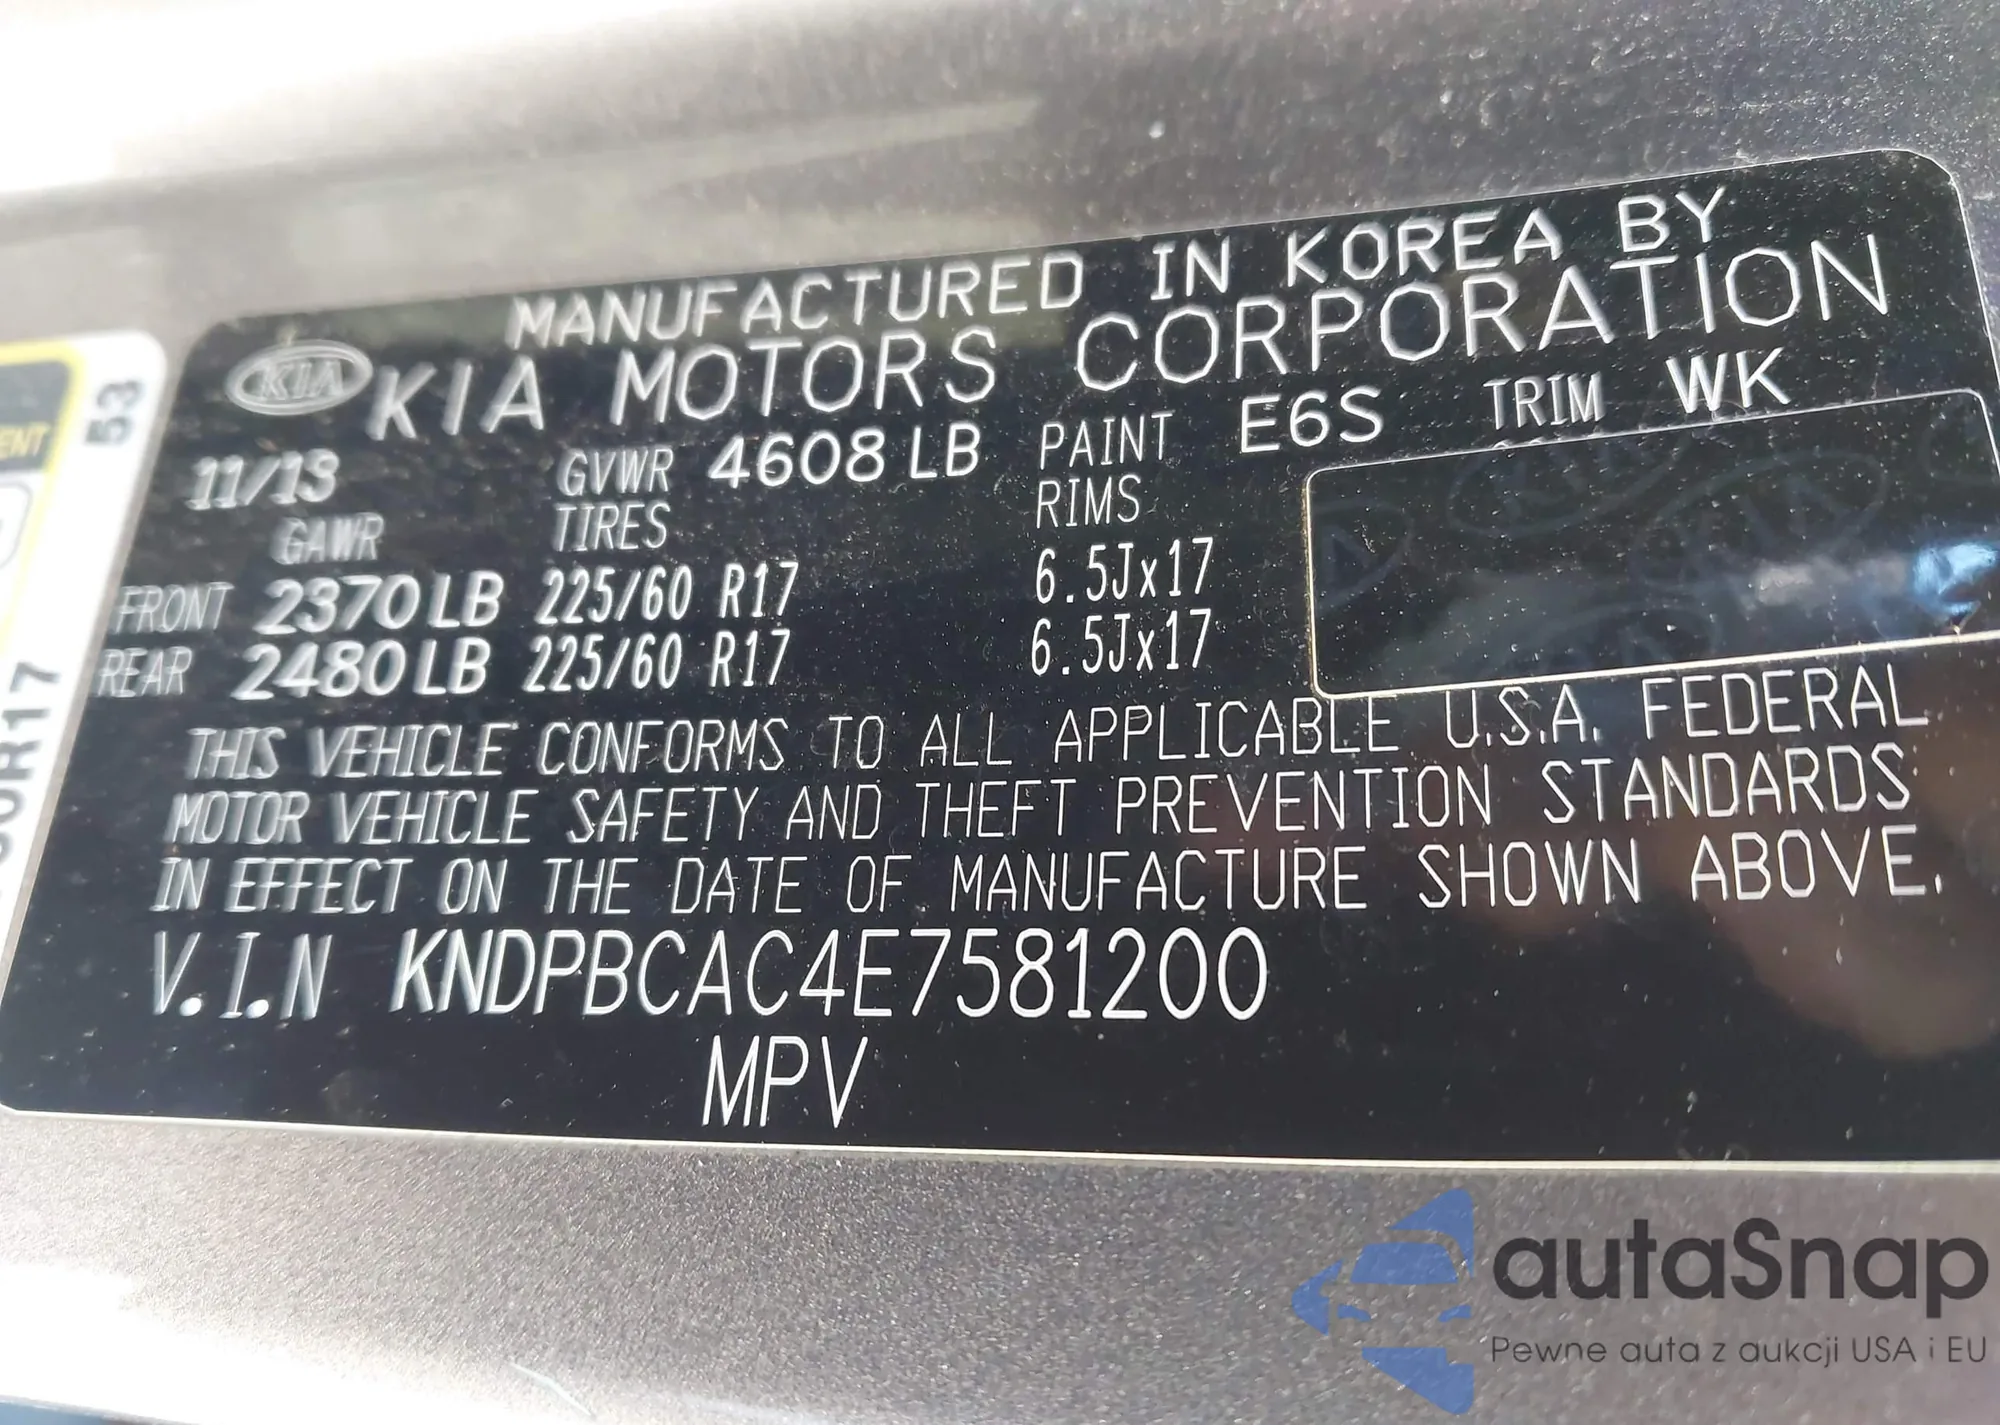 MANUFACTURED IN KOREA BY
KIA KIA MOTORS CORPORATION
11/13 GVWR 4608 LB PAINT E6S TRIM WK
GAWR TIRES RIMS
FRONT 2370 LB 225/60 R17 6.5Jx17
REAR 2480 LB 225/60 R17 6.5Jx17
THIS VEHICLE CONFORMS TO ALL APPLICABLE U.S.A. FEDERAL
MOTOR VEHICLE SAFETY AND THEFT PREVENTION STANDARDS
IN EFFECT ON THE DATE OF MANUFACTURE SHOWN ABOVE.
V.I.N KNDPBCAC4E7581200
MPV
53
autaSnap
Pewne auta z aukcji USA i EU